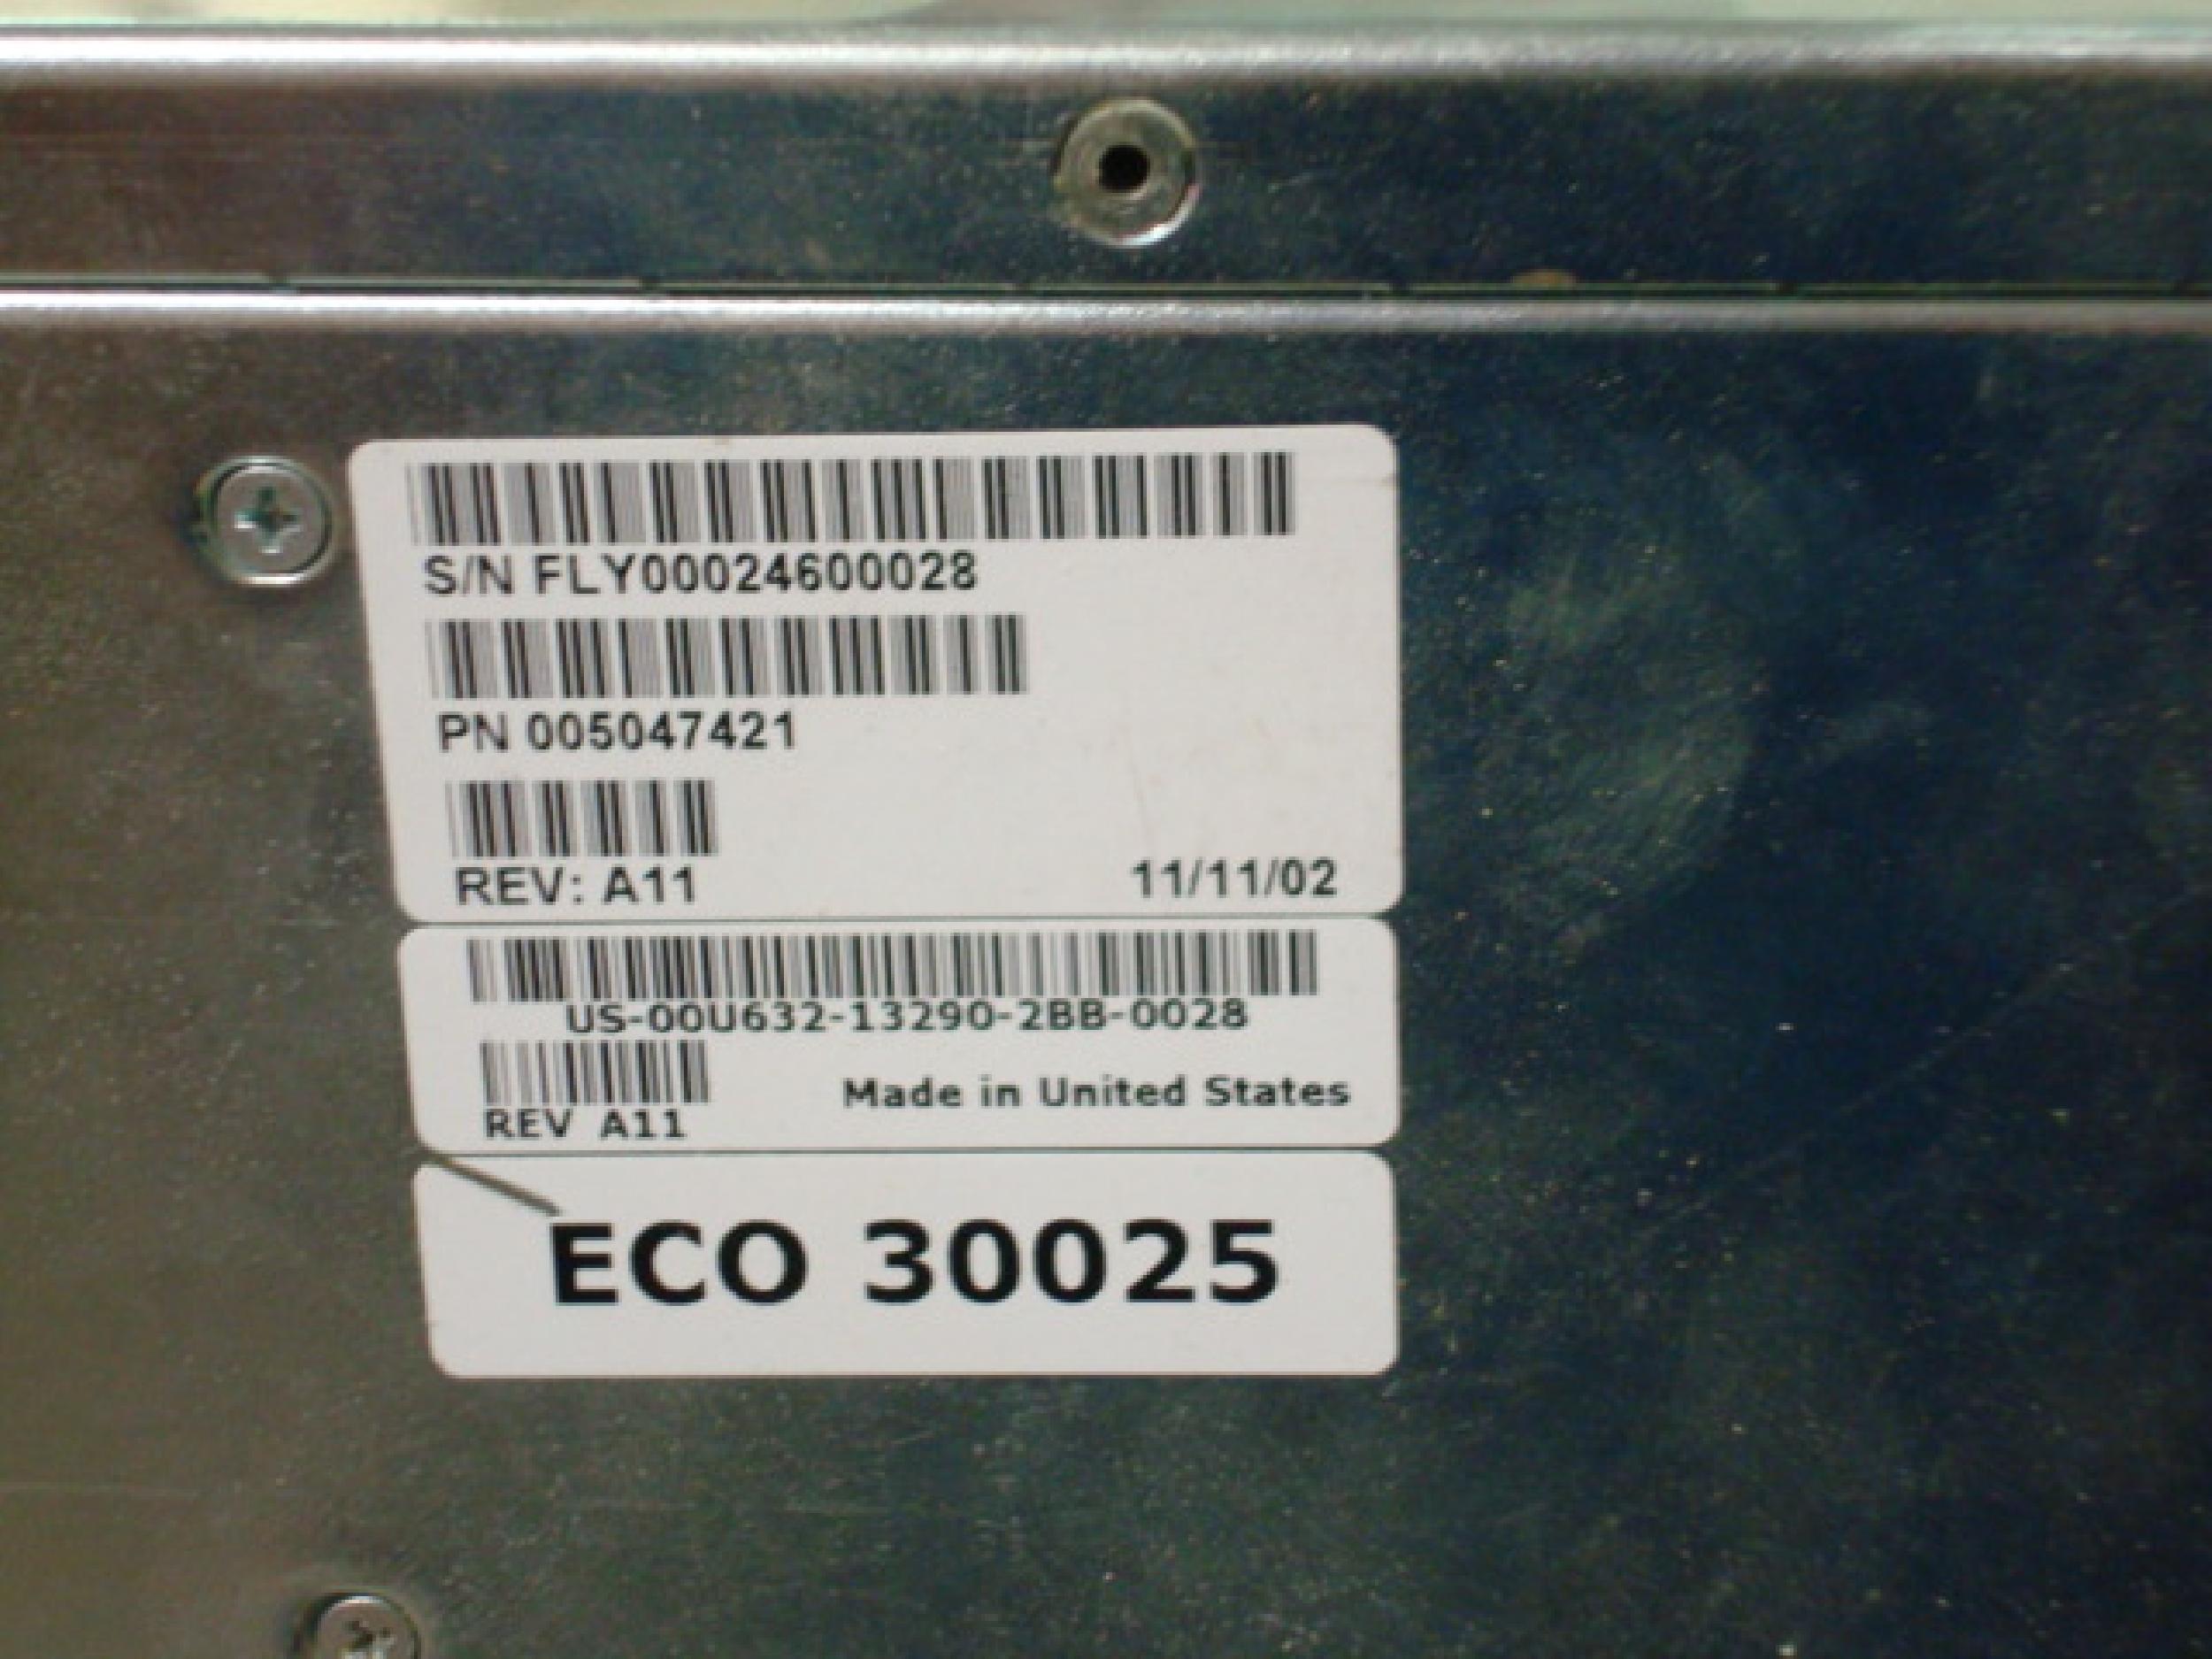 S/N FLY00024600028
PN 005047421
REV: A11
11/11/02
US-00U632-13290-2BB-0028
REV A11
Made in United States
ECO 30025